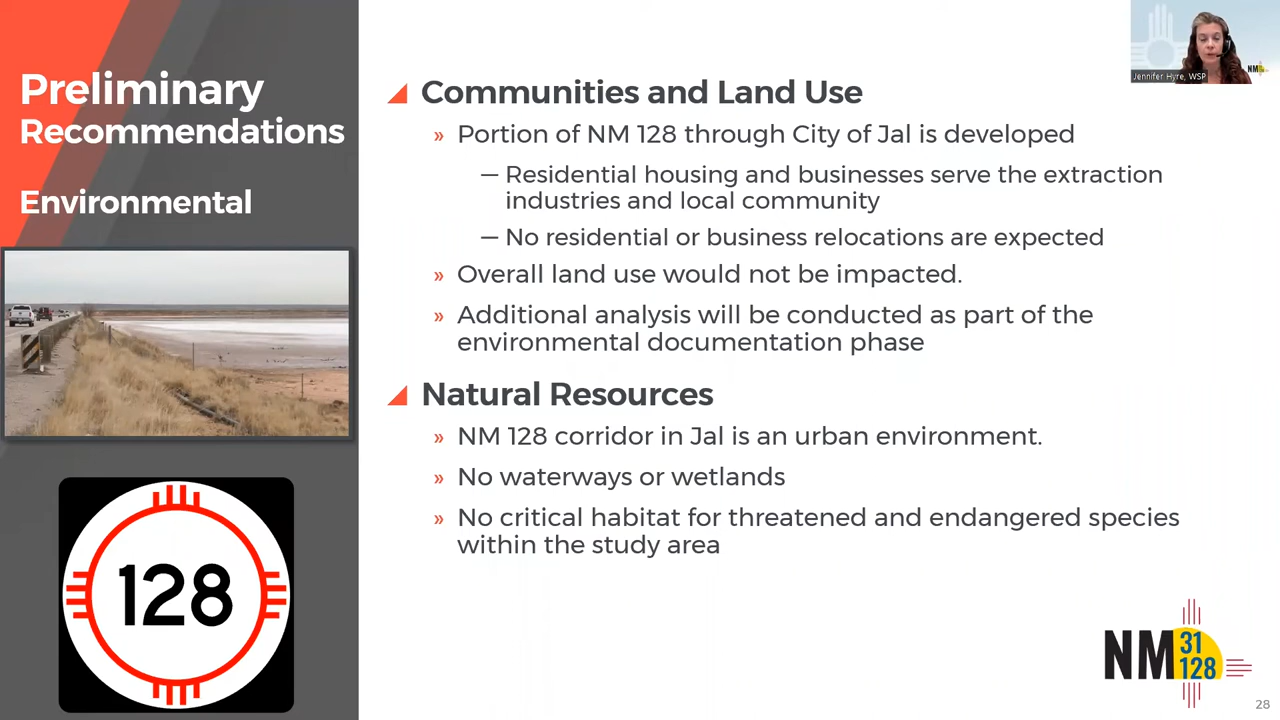 Preliminary
Recommendations
Environmental
128
Communities and Land Use
» Portion of NM 128 through City of Jal is developed
— Residential housing and businesses serve the extraction
industries and local community
— No residential or business relocations are expected
» Overall land use would not be impacted.
» Additional analysis will be conducted as part of the
environmental documentation phase
Natural Resources
» NM 128 corridor in Jal is an urban environment.
» No waterways or wetlands
» No critical habitat for threatened and endangered species
within the study area
Jennifer Hyre, WSP
NM
NM 31
128
28